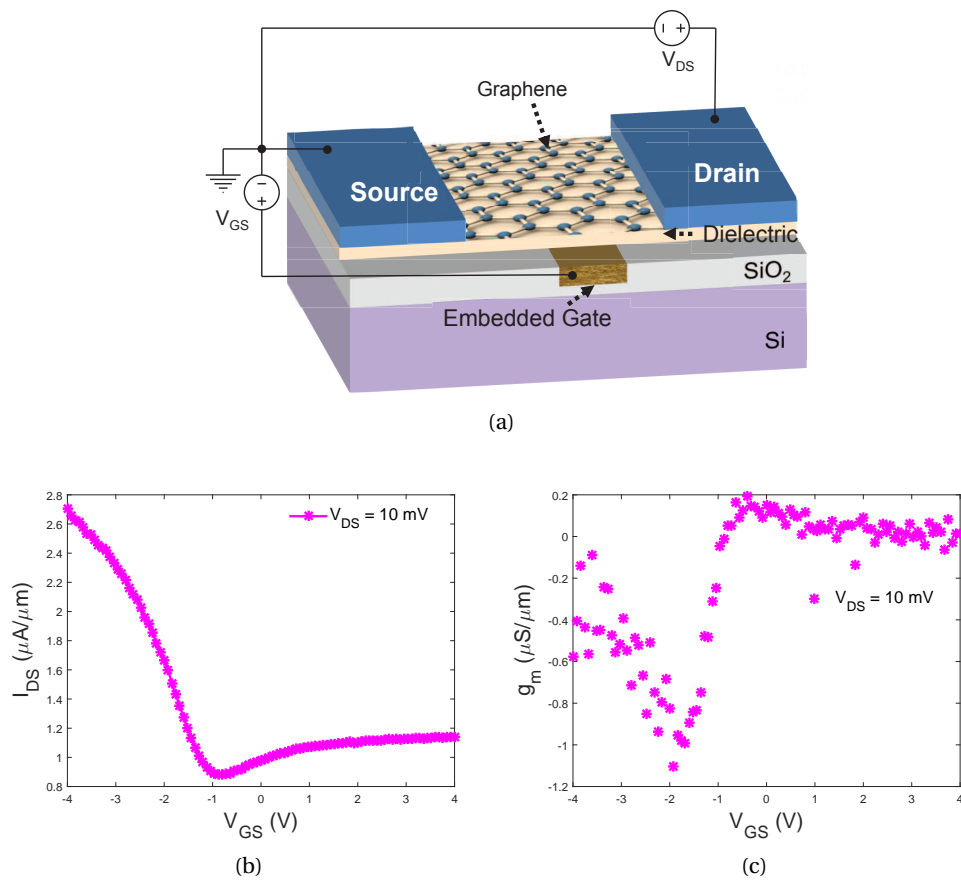 V_DS
Graphene
Source
Drain
V_GS
Dielectric
SiO_2
Embedded Gate
Si
(a)
2.8
2.6
2.4
2.2
2
1.8
1.6
1.4
1.2
1
0.8
I_DS (μA/μm)
V_DS = 10 mV
-4 -3 -2 -1 0 1 2 3 4
V_GS (V)
(b)
0.2
0
-0.2
-0.4
-0.6
-0.8
-1
-1.2
g_m (μS/μm)
V_DS = 10 mV
-4 -3 -2 -1 0 1 2 3 4
V_GS (V)
(c)